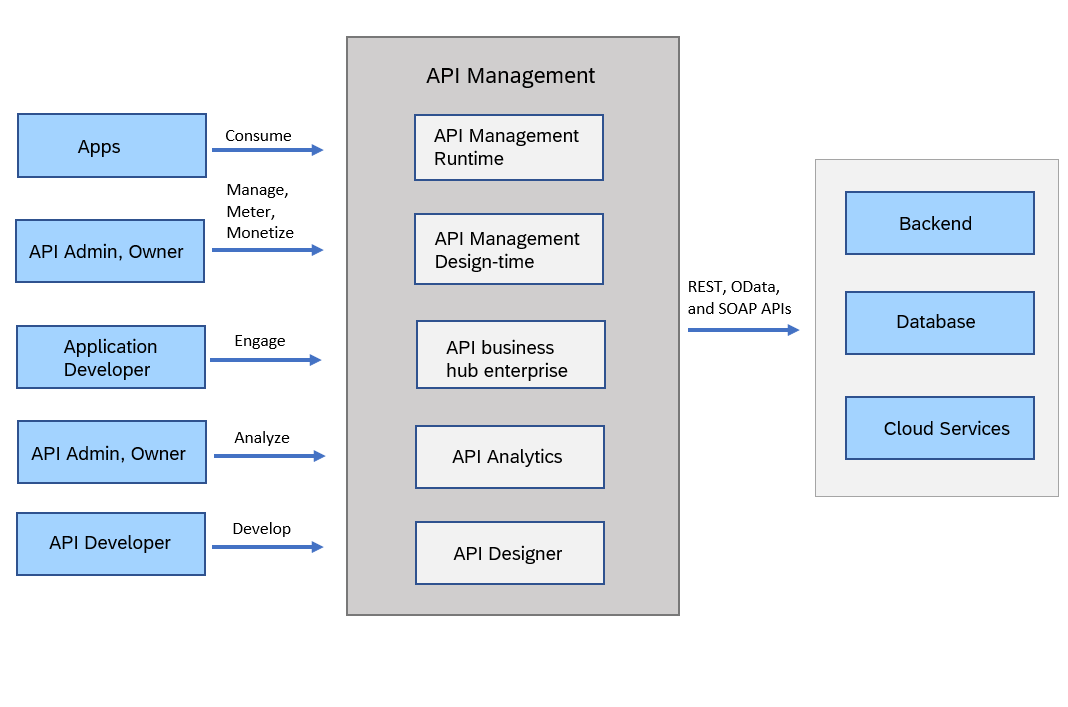 API Management
Apps
Consume
API Management
Runtime
Manage,
Meter,
Monetize
API Admin, Owner
API Management
Design-time
Application
Developer
Engage
API business
hub enterprise
API Admin, Owner
Analyze
API Analytics
API Developer
Develop
API Designer
REST, OData,
and SOAP APIs
Backend
Database
Cloud Services